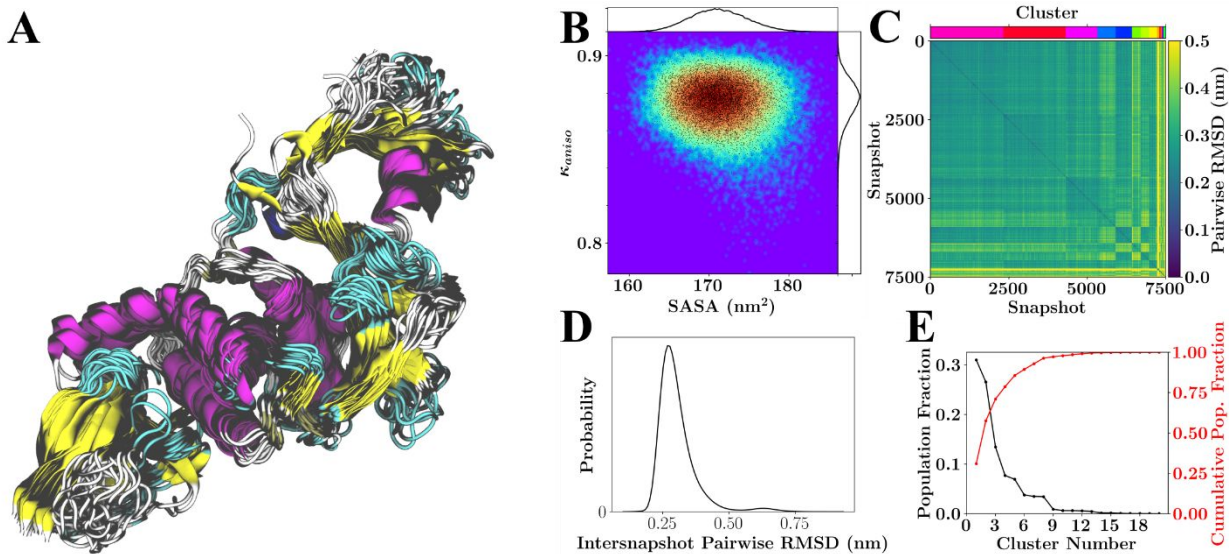 A
B
0.9
0.8
κaniso
160
170
180
SASA (nm²)
C
Cluster
0
2500
5000
7500
Snapshot
0
2500
5000
7500
Snapshot
0.5
0.4
0.3
0.2
0.1
0.0
Pairwise RMSD (nm)
D
Probability
0
0.25
0.50
0.75
Intersnapshot Pairwise RMSD (nm)
E
0.3
0.2
0.1
0.0
Population Fraction
0
3
6
9
12
15
18
Cluster Number
1.00
0.75
0.50
0.25
0.00
Cumulative Pop. Fraction